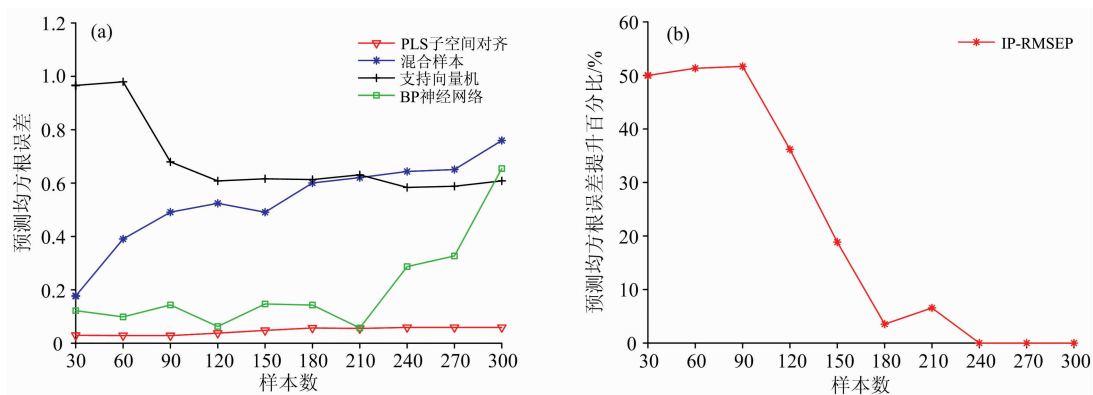 (a)
PLS子空间对齐
混合样本
支持向量机
BP神经网络
预测均方根误差
1.2
1.0
0.8
0.6
0.4
0.2
0
30 60 90 120 150 180 210 240 270 300
样本数
(b)
IP-RMSEP
预测均方根误差提升百分比/%
60
50
40
30
20
10
0
30 60 90 120 150 180 210 240 270 300
样本数